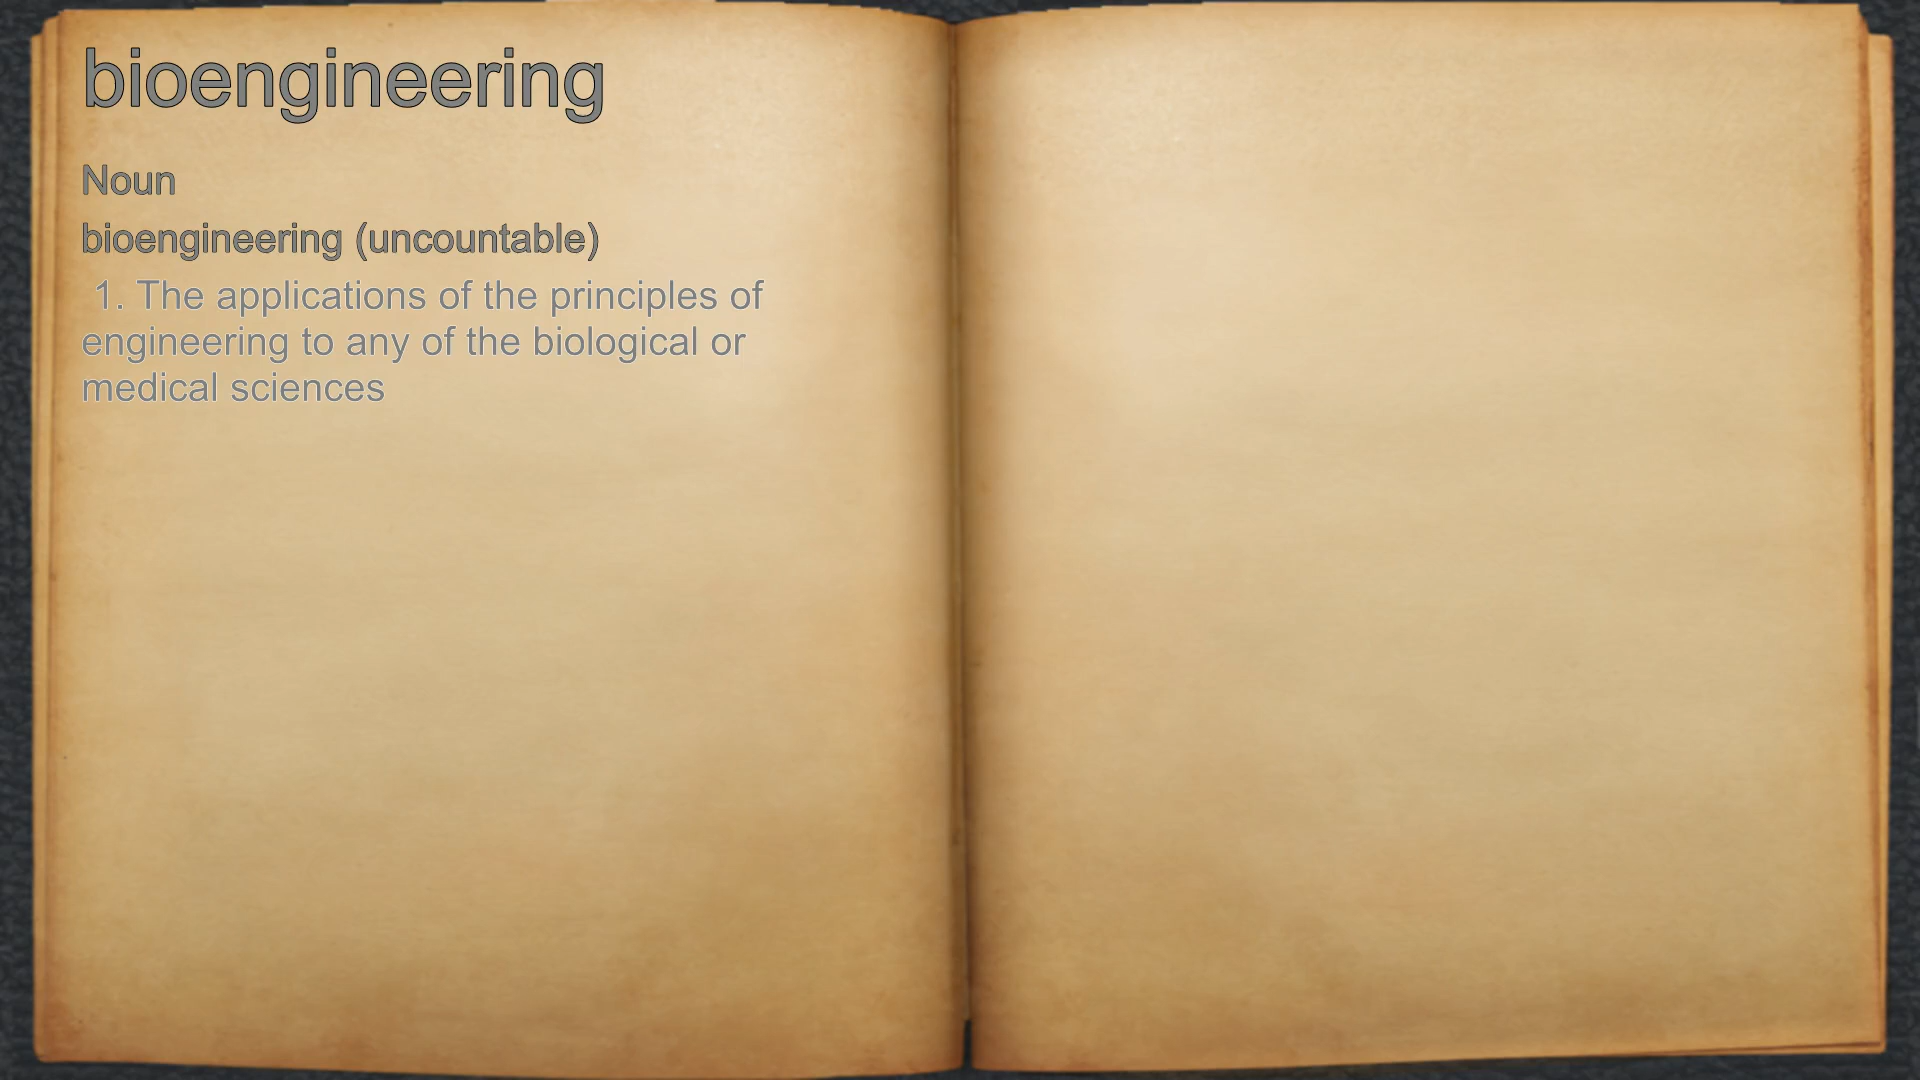 bioengineering
Noun
bioengineering (uncountable)
1. The applications of the principles of
engineering to any of the biological or
medical sciences